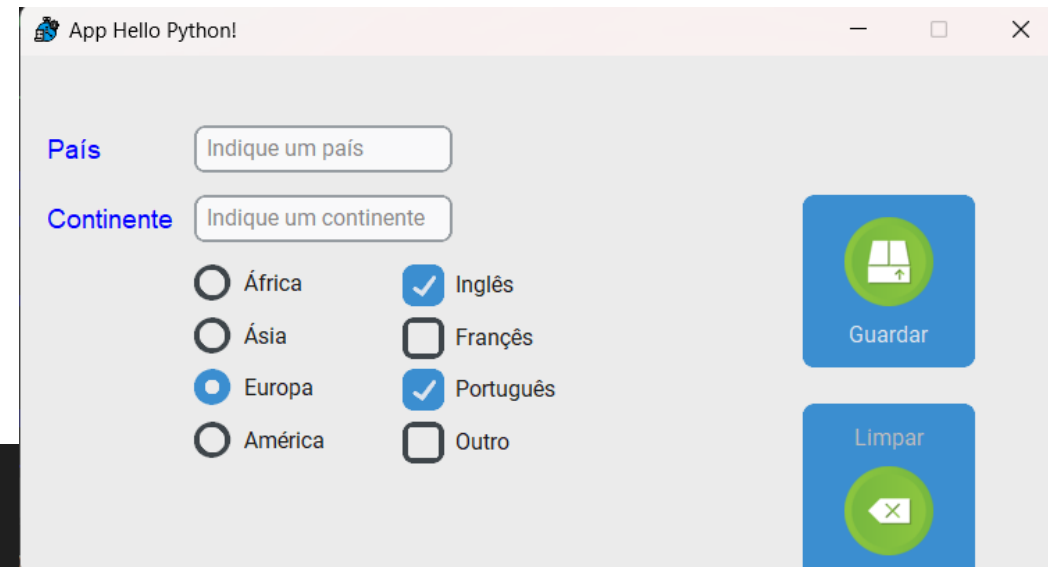 App Hello Python!
País
Indique um país
Continente
Indique um continente
África
Inglês
Ásia
Françês
Guardar
Europa
Português
América
Outro
Limpar